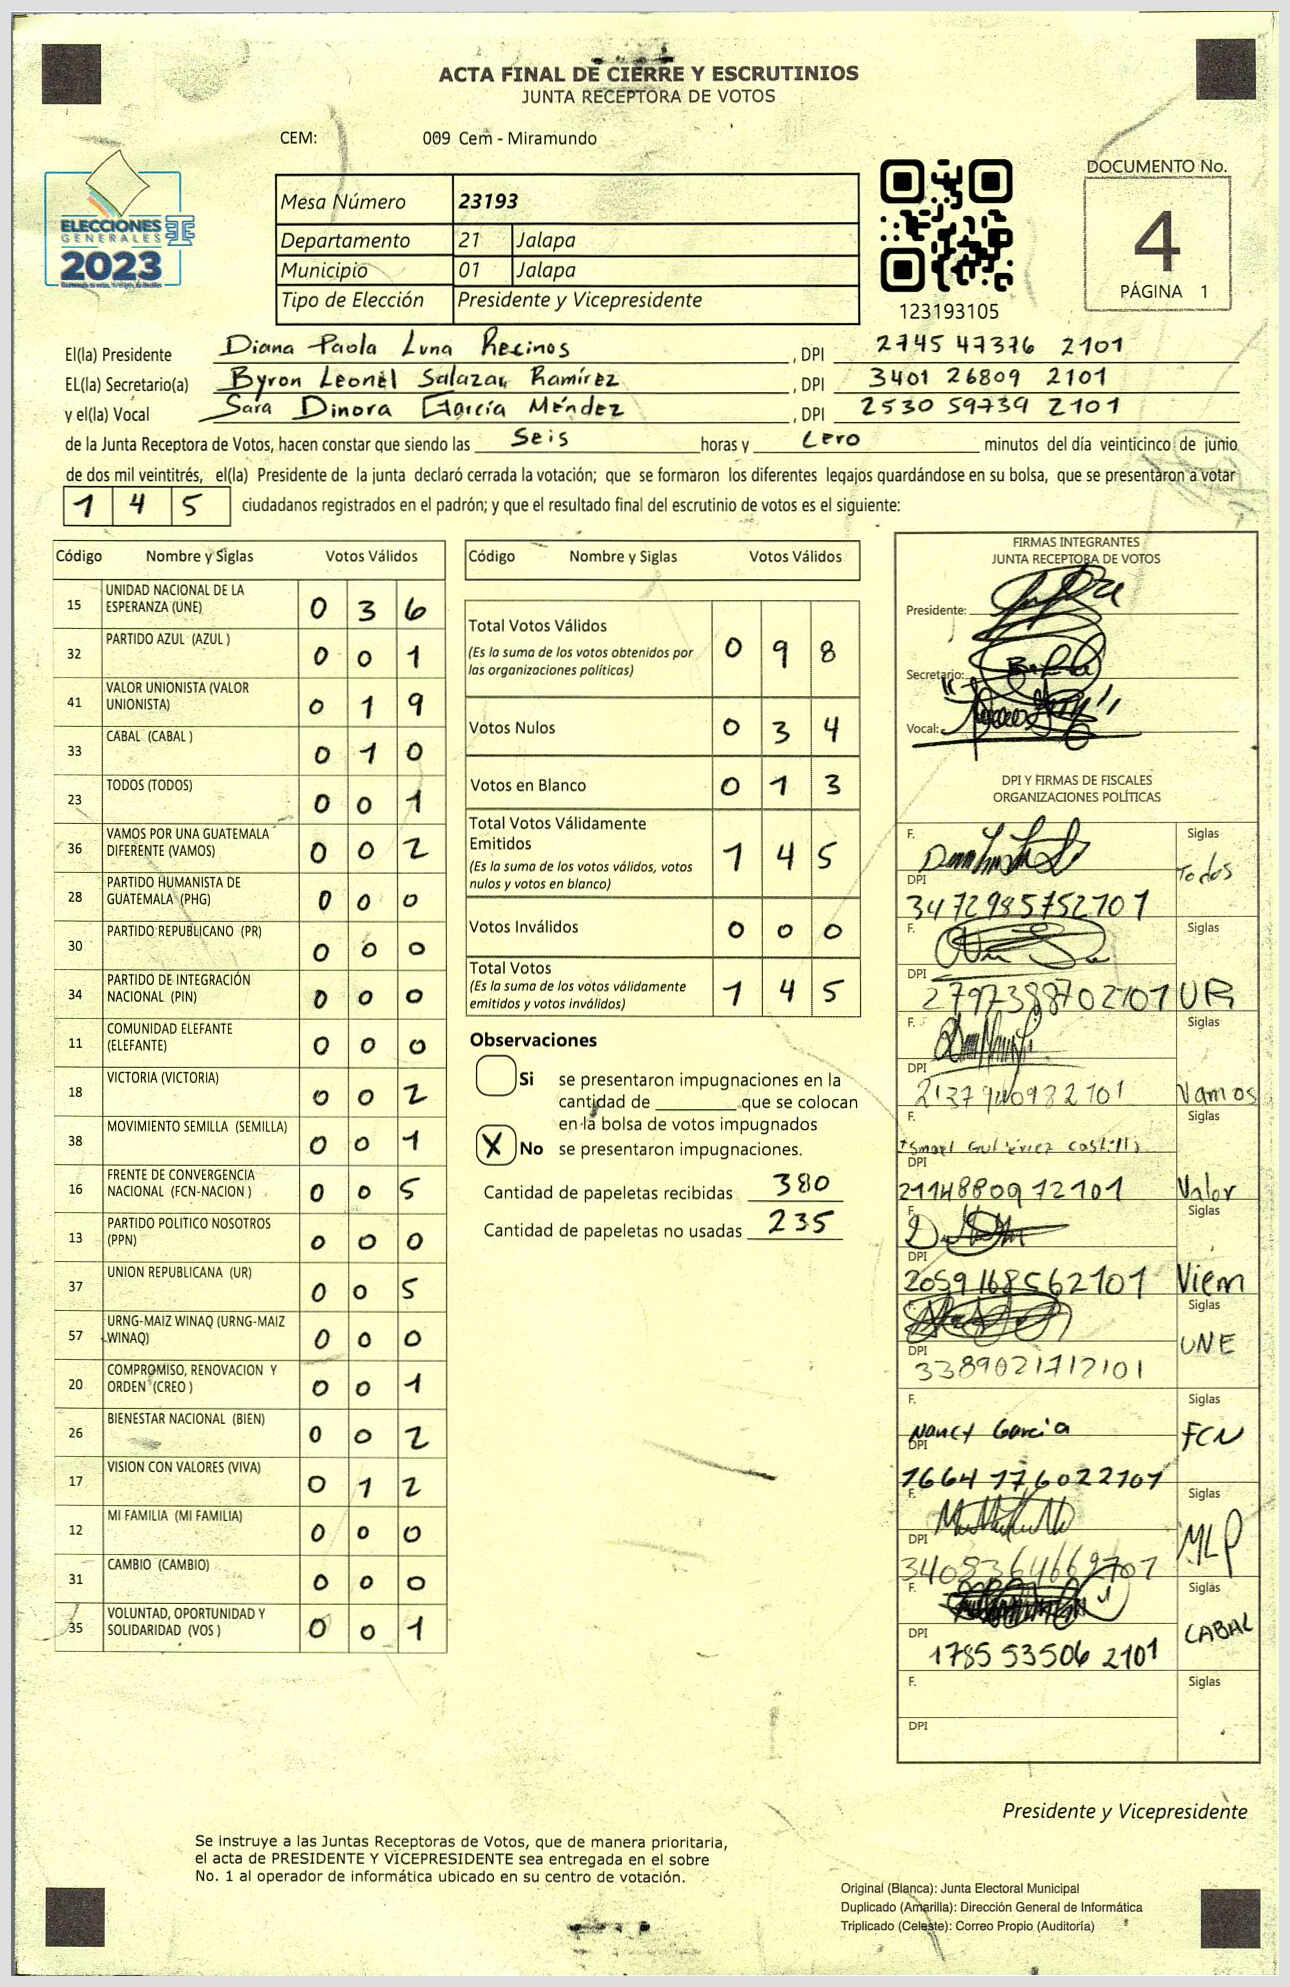 ACTA FINAL DE CIERRE Y ESCRUTINIOS
JUNTA RECEPTORA DE VOTOS
CEM: 009 Cem - Miramundo
ELECCIONES
GENERALES
2023
Mesa Número 23193
Departamento 21 Jalapa
Municipio 01 Jalapa
Tipo de Elección Presidente y Vicepresidente
123193105
DOCUMENTO No.
4
PÁGINA 1
El(la) Presidente Diana Paola Luna Recinos , DPI 2745 47376 2101
EL(la) Secretario(a) Byron Leonel Salazar Ramírez , DPI 3401 26809 2101
y el(la) Vocal Sara Dinora García Méndez , DPI 2530 59739 2101
de la Junta Receptora de Votos, hacen constar que siendo las Seis horas y Cero minutos del día veinticinco de junio
de dos mil veintitrés, el(la) Presidente de la junta declaró cerrada la votación; que se formaron los diferentes legajos guardándose en su bolsa, que se presentaron a votar
1 4 5 ciudadanos registrados en el padrón; y que el resultado final del escrutinio de votos es el siguiente:
Código Nombre y Siglas Votos Válidos
15 UNIDAD NACIONAL DE LA ESPERANZA (UNE) 0 3 6
32 PARTIDO AZUL (AZUL ) 0 0 1
41 VALOR UNIONISTA (VALOR UNIONISTA) 0 1 9
33 CABAL (CABAL ) 0 1 0
23 TODOS (TODOS) 0 0 1
36 VAMOS POR UNA GUATEMALA DIFERENTE (VAMOS) 0 0 2
28 PARTIDO HUMANISTA DE GUATEMALA (PHG) 0 0 0
30 PARTIDO REPUBLICANO (PR) 0 0 0
34 PARTIDO DE INTEGRACIÓN NACIONAL (PIN) 0 0 0
11 COMUNIDAD ELEFANTE (ELEFANTE) 0 0 0
18 VICTORIA (VICTORIA) 0 0 2
38 MOVIMIENTO SEMILLA (SEMILLA) 0 0 1
16 FRENTE DE CONVERGENCIA NACIONAL (FCN-NACION ) 0 0 5
13 PARTIDO POLITICO NOSOTROS (PPN) 0 0 0
37 UNION REPUBLICANA (UR) 0 0 5
57 URNG-MAIZ WINAQ (URNG-MAIZ WINAQ) 0 0 0
20 COMPROMISO, RENOVACION Y ORDEN (CREO ) 0 0 1
26 BIENESTAR NACIONAL (BIEN) 0 0 2
17 VISION CON VALORES (VIVA) 0 1 2
12 MI FAMILIA (MI FAMILIA) 0 0 0
31 CAMBIO (CAMBIO) 0 0 0
35 VOLUNTAD, OPORTUNIDAD Y SOLIDARIDAD (VOS ) 0 0 1
Código Nombre y Siglas Votos Válidos
Total Votos Válidos 0 9 8
(Es la suma de los votos obtenidos por
las organizaciones políticas)
Votos Nulos 0 3 4
Votos en Blanco 0 1 3
Total Votos Válidamente
Emitidos 1 4 5
(Es la suma de los votos válidos, votos
nulos y votos en blanco)
Votos Inválidos 0 0 0
Total Votos
(Es la suma de los votos válidamente
emitidos y votos inválidos) 1 4 5
Observaciones
Si se presentaron impugnaciones en la
cantidad de ________ que se colocan
en la bolsa de votos impugnados
X No se presentaron impugnaciones.
Cantidad de papeletas recibidas 380
Cantidad de papeletas no usadas 235
FIRMAS INTEGRANTES
JUNTA RECEPTORA DE VOTOS
Presidente:
Secretario:
Vocal:
DPI Y FIRMAS DE FISCALES
ORGANIZACIONES POLÍTICAS
F. Siglas
Todos
DPI
3472985752101
F. Siglas
DPI
2797388702101 UR
F. Siglas
DPI
Vamos
F. Siglas
Ismael Gutiérrez Castillo
DPI
2114880972101 Valor
F. Siglas
DPI
2059168562101 Viem
F. Siglas
UNE
DPI
3389021712101
F. Siglas
Nancy García FCN
DPI
1664 176022101
F. Siglas
MLP
DPI
F. Siglas
CABAL
DPI
1785 53506 2101
F. Siglas
DPI
Presidente y Vicepresidente
Se instruye a las Juntas Receptoras de Votos, que de manera prioritaria,
el acta de PRESIDENTE Y VICEPRESIDENTE sea entregada en el sobre
No. 1 al operador de informática ubicado en su centro de votación.
Original (Blanca): Junta Electoral Municipal
Duplicado (Amarilla): Dirección General de Informática
Triplicado (Celeste): Correo Propio (Auditoría)